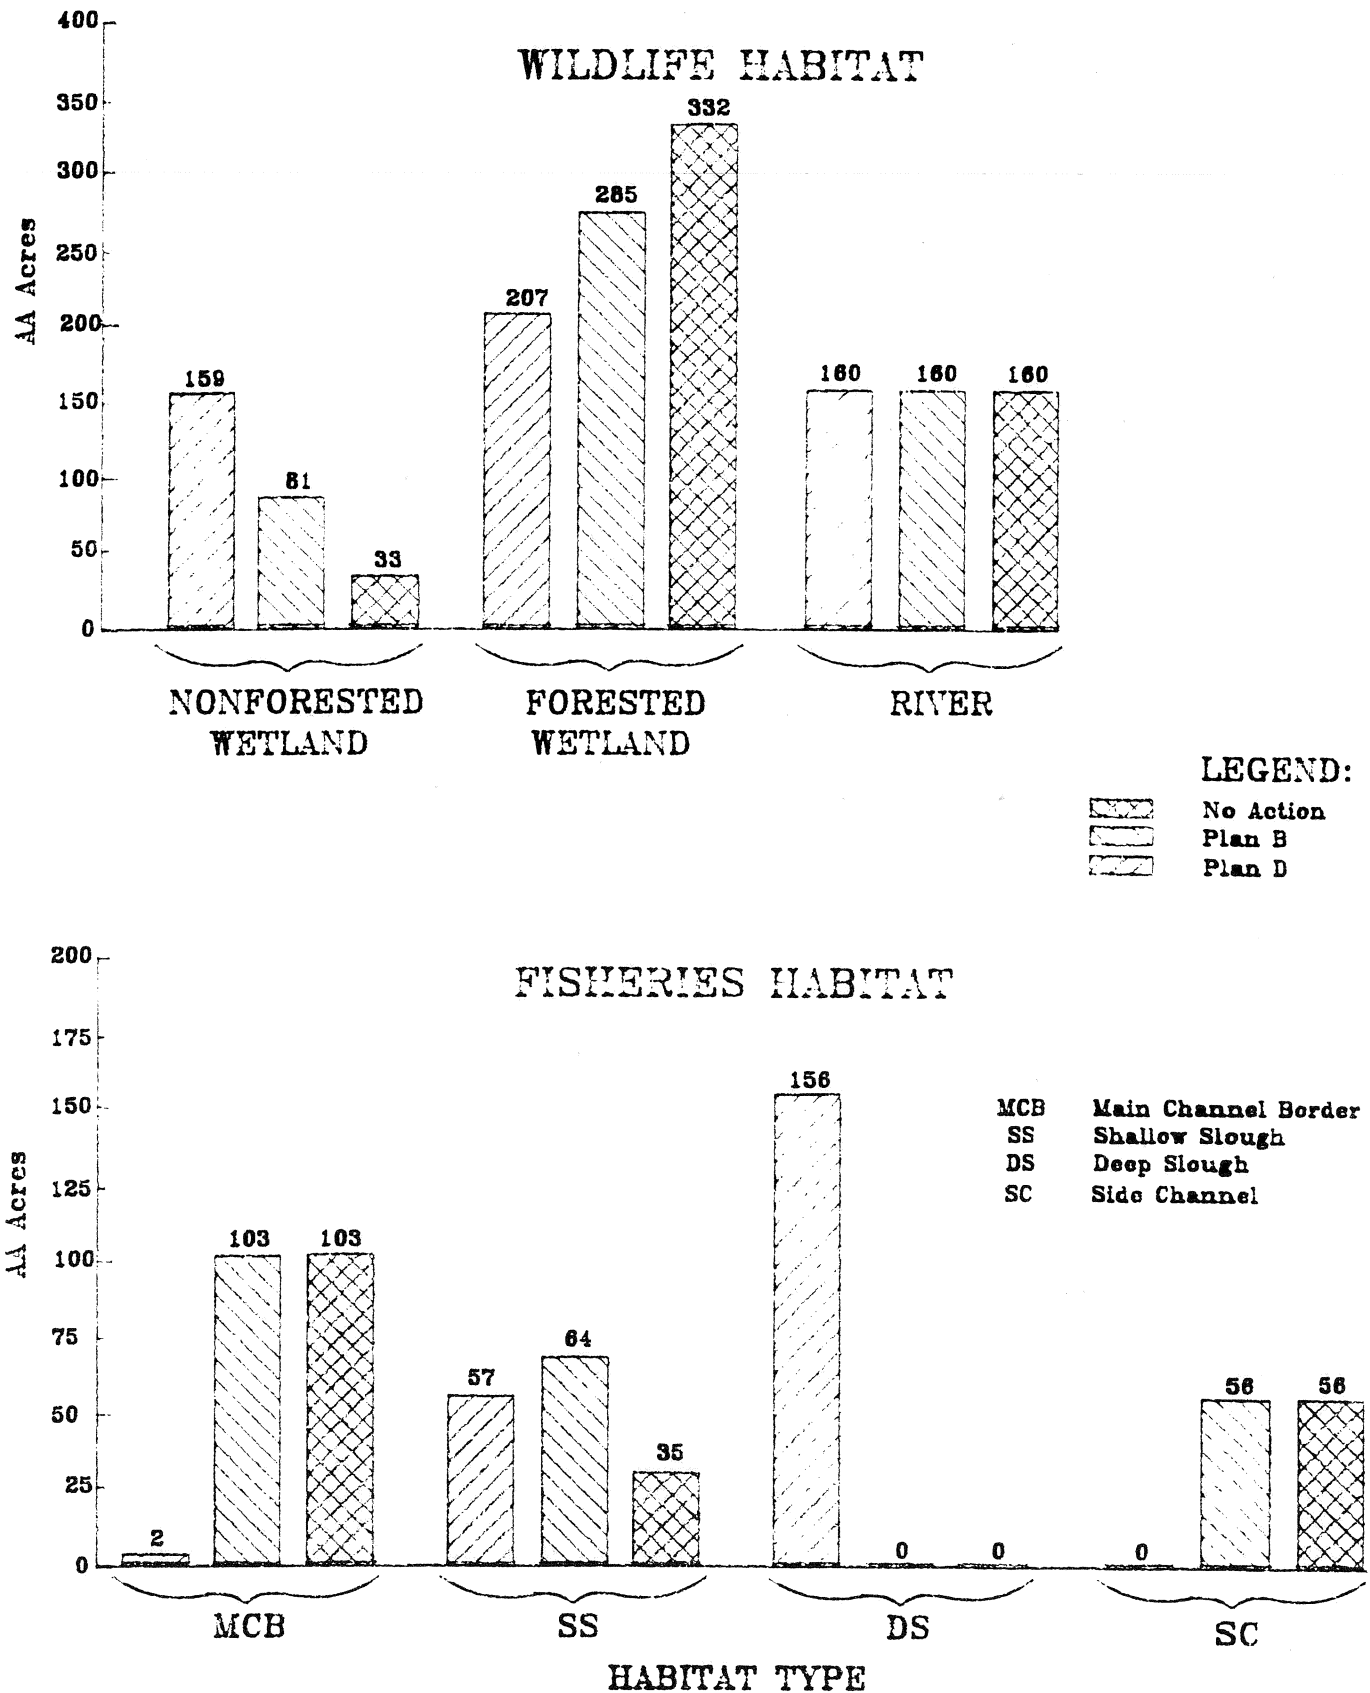 WILDLIFE HABITAT
AA Acres
400
350
300
250
200
150
100
50
0
159
81
33
207
285
332
160
160
160
NONFORESTED
WETLAND
FORESTED
WETLAND
RIVER
LEGEND:
No Action
Plan B
Plan D
FISHERIES HABITAT
AA Acres
200
175
150
125
100
75
50
25
0
MCB Main Channel Border
SS Shallow Slough
DS Deep Slough
SC Side Channel
2
103
103
57
64
35
156
0
0
0
56
56
MCB
SS
DS
SC
HABITAT TYPE